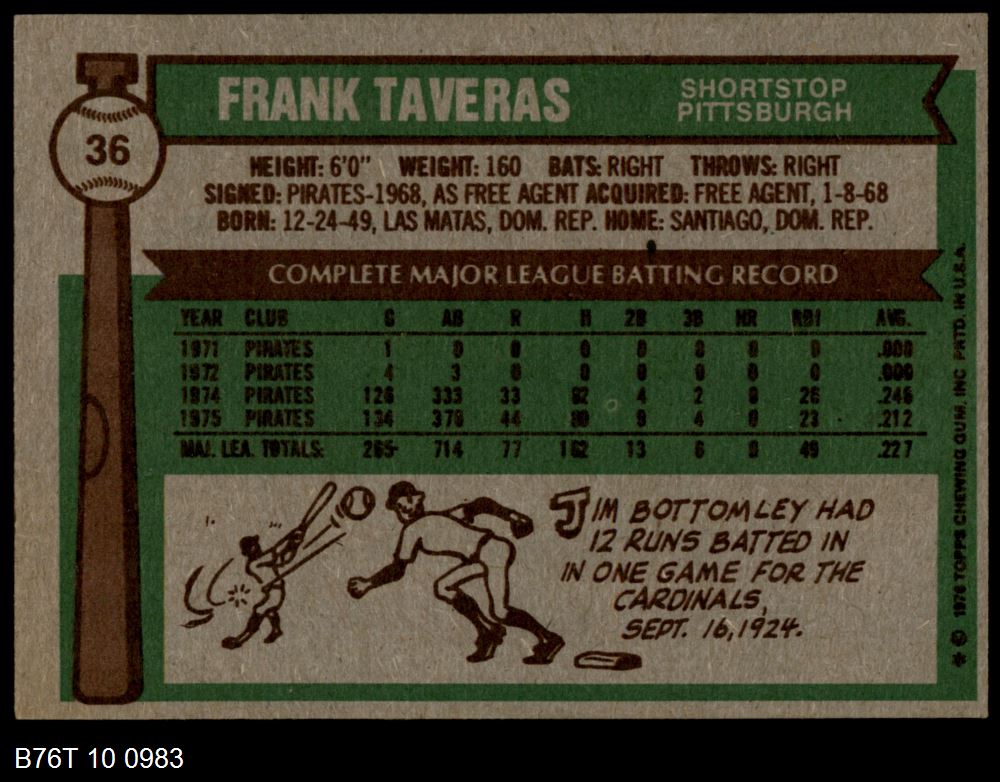 36
FRANK TAVERAS
SHORTSTOP
PITTSBURGH
HEIGHT: 6'0" WEIGHT: 160 BATS: RIGHT THROWS: RIGHT
SIGNED: PIRATES-1968, AS FREE AGENT ACQUIRED: FREE AGENT, 1-8-68
BORN: 12-24-49, LAS MATAS, DOM. REP. HOME: SANTIAGO, DOM. REP.
COMPLETE MAJOR LEAGUE BATTING RECORD
YEAR CLUB G AB R H 2B 3B HR RBI AVG.
1971 PIRATES 1 0 0 0 0 0 0 0 .000
1972 PIRATES 4 3 0 0 0 0 0 0 .000
1974 PIRATES 126 333 33 82 4 2 0 26 .246
1975 PIRATES 134 378 44 80 9 4 0 23 .212
MAJ. LEA. TOTALS: 265 714 77 162 13 6 0 49 .227
JIM BOTTOMLEY HAD
12 RUNS BATTED IN
IN ONE GAME FOR THE
CARDINALS,
SEPT. 16, 1924.
* © 1976 TOPPS CHEWING GUM, INC PRTD. IN U.S.A.
B76T 10 0983